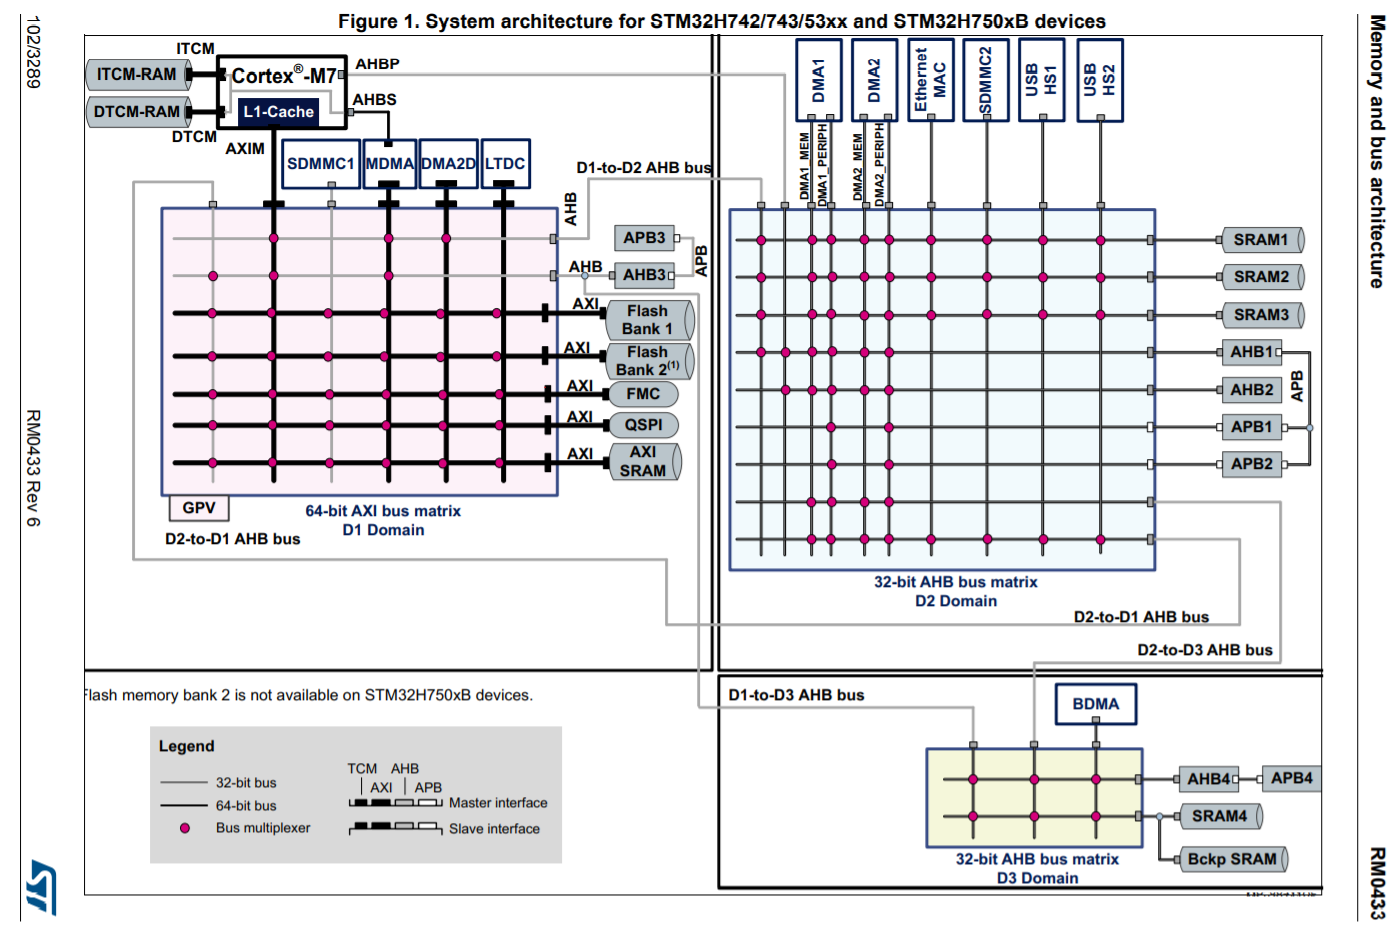 Figure 1. System architecture for STM32H742/743/53xx and STM32H750xB devices
102/3289
RM0433 Rev 6
Memory and bus architecture
RM0433
ITCM
ITCM-RAM
DTCM-RAM
DTCM
Cortex®-M7
L1-Cache
AHBP
AHBS
AXIM
SDMMC1
MDMA
DMA2D
LTDC
D1-to-D2 AHB bus
AHB
APB3
AHB
AHB3
APB
AXI
Flash
Bank 1
AXI
Flash
Bank 2(1)
AXI
FMC
AXI
QSPI
AXI
AXI
SRAM
GPV
64-bit AXI bus matrix
D1 Domain
D2-to-D1 AHB bus
DMA1
DMA2
Ethernet
MAC
SDMMC2
USB
HS1
USB
HS2
DMA1_MEM
DMA1_PERIPH
DMA2_MEM
DMA2_PERIPH
SRAM1
SRAM2
SRAM3
AHB1
AHB2
APB
APB1
APB2
32-bit AHB bus matrix
D2 Domain
D2-to-D1 AHB bus
D2-to-D3 AHB bus
Flash memory bank 2 is not available on STM32H750xB devices.
D1-to-D3 AHB bus
BDMA
AHB4
APB4
SRAM4
Bckp SRAM
32-bit AHB bus matrix
D3 Domain
Legend
32-bit bus
64-bit bus
Bus multiplexer
TCM AHB
AXI APB
Master interface
Slave interface
ST